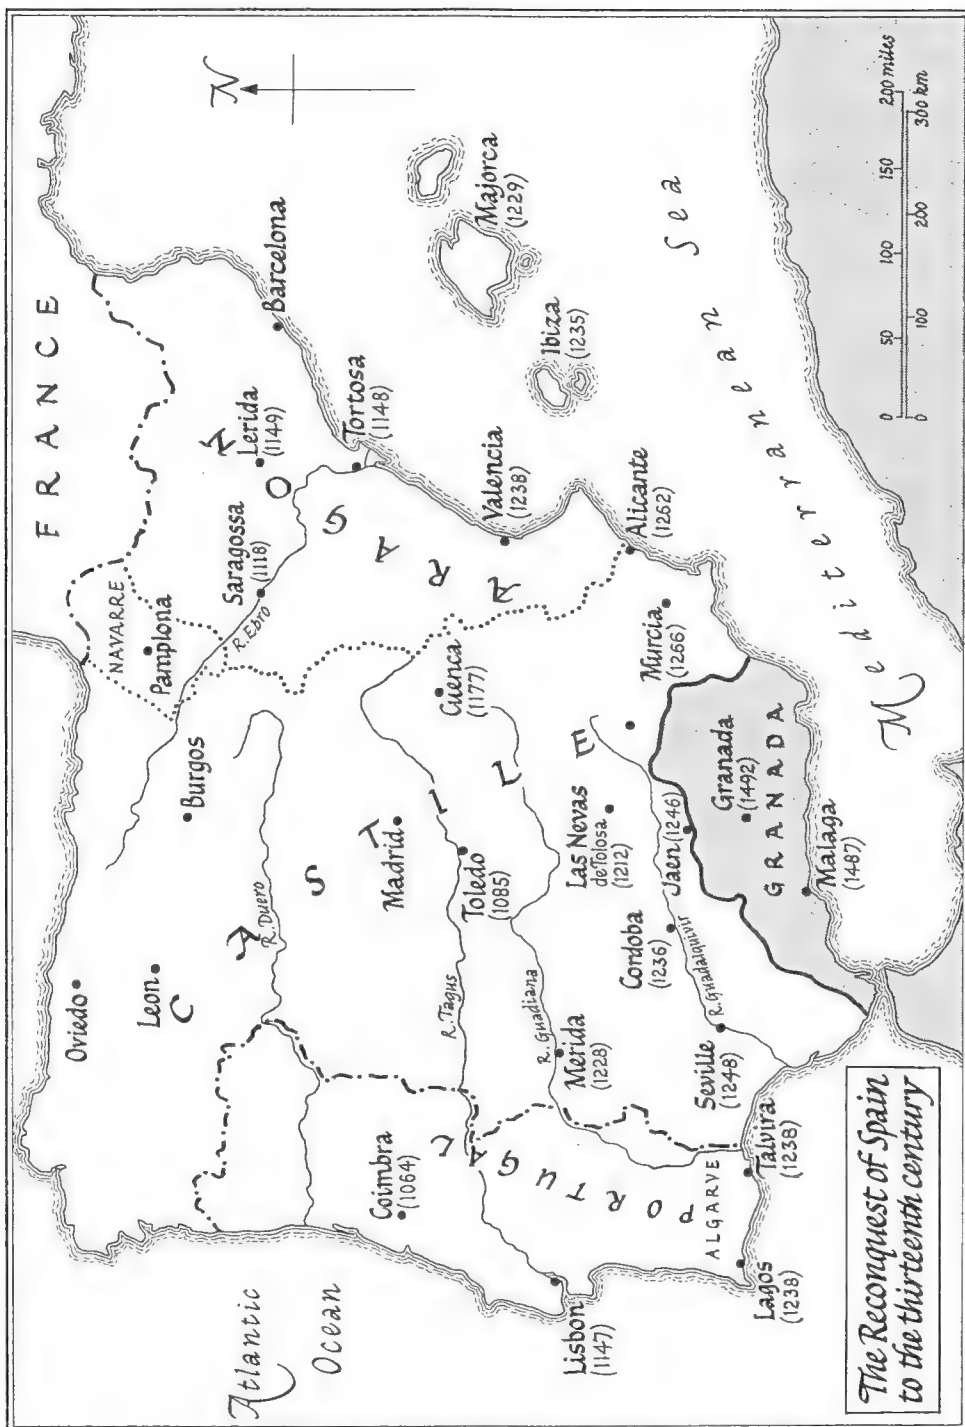 FRANCE
N
NAVARRE
Pamplona
Oviedo
Leon
Burgos
R. Ebro
Saragossa
(1118)
Lerida
(1149)
Barcelona
Tortosa
(1148)
ARAGO
R. Duero
CASTILE
Madrid
Cuenca
(1177)
Valencia
(1238)
Majorca
(1229)
Ibiza
(1235)
Atlantic
Ocean
Coimbra
(1064)
R. Tagus
Toledo
(1085)
PORTUGAL
Lisbon
(1147)
R. Guadiana
Merida
(1228)
Las Nevas
de Tolosa
(1212)
Alicante
(1262)
Murcia
(1266)
Cordoba
(1236)
Jaen (1246)
R. Guadalquivir
Seville
(1248)
ALGARVE
Lagos
(1238)
Talvira
(1238)
Granada
(1492)
GRANADA
Malaga
(1487)
Mediterranean Sea
0 50 100 150 200 miles
0 100 200 300 km
The Reconquest of Spain
to the thirteenth century